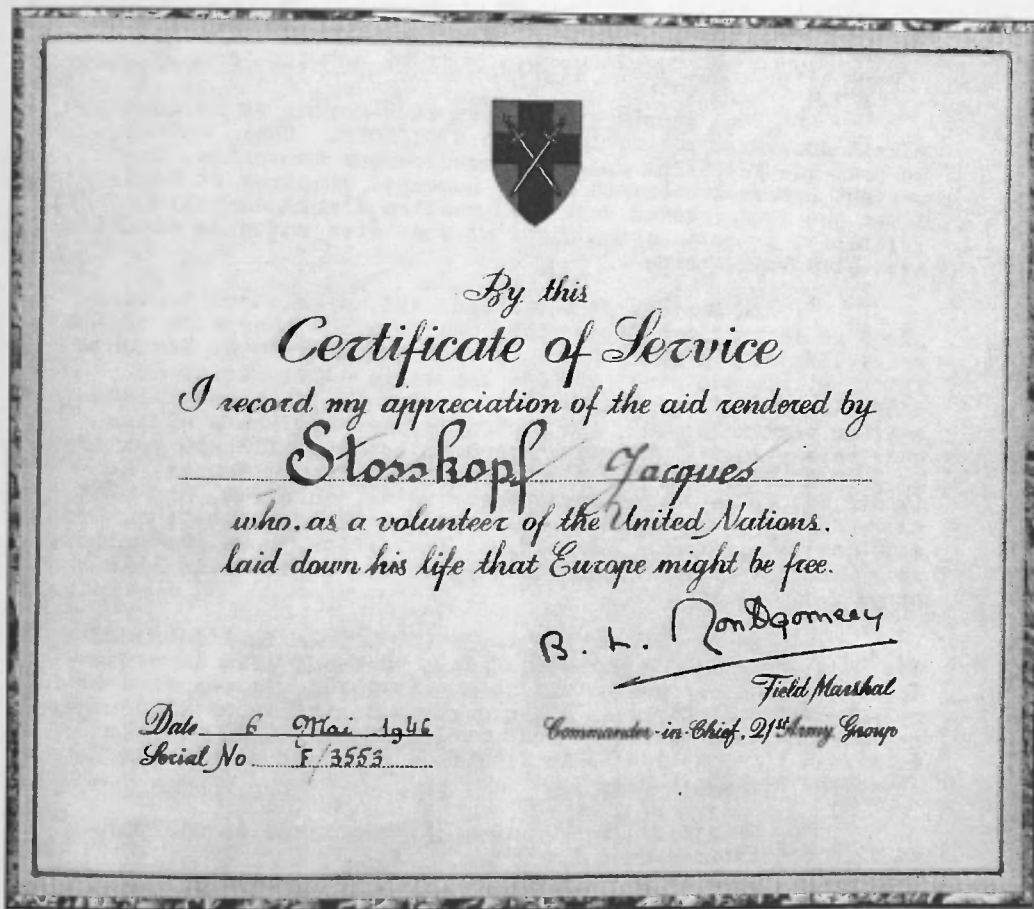 By this
Certificate of Service
I record my appreciation of the aid rendered by
Stosskopf Jacques
who, as a volunteer of the United Nations,
laid down his life that Europe might be free.
B. L. Montgomery
Field Marshal
Commander-in-Chief, 21st Army Group
Date 6 Mai 1946
Serial No F/3553